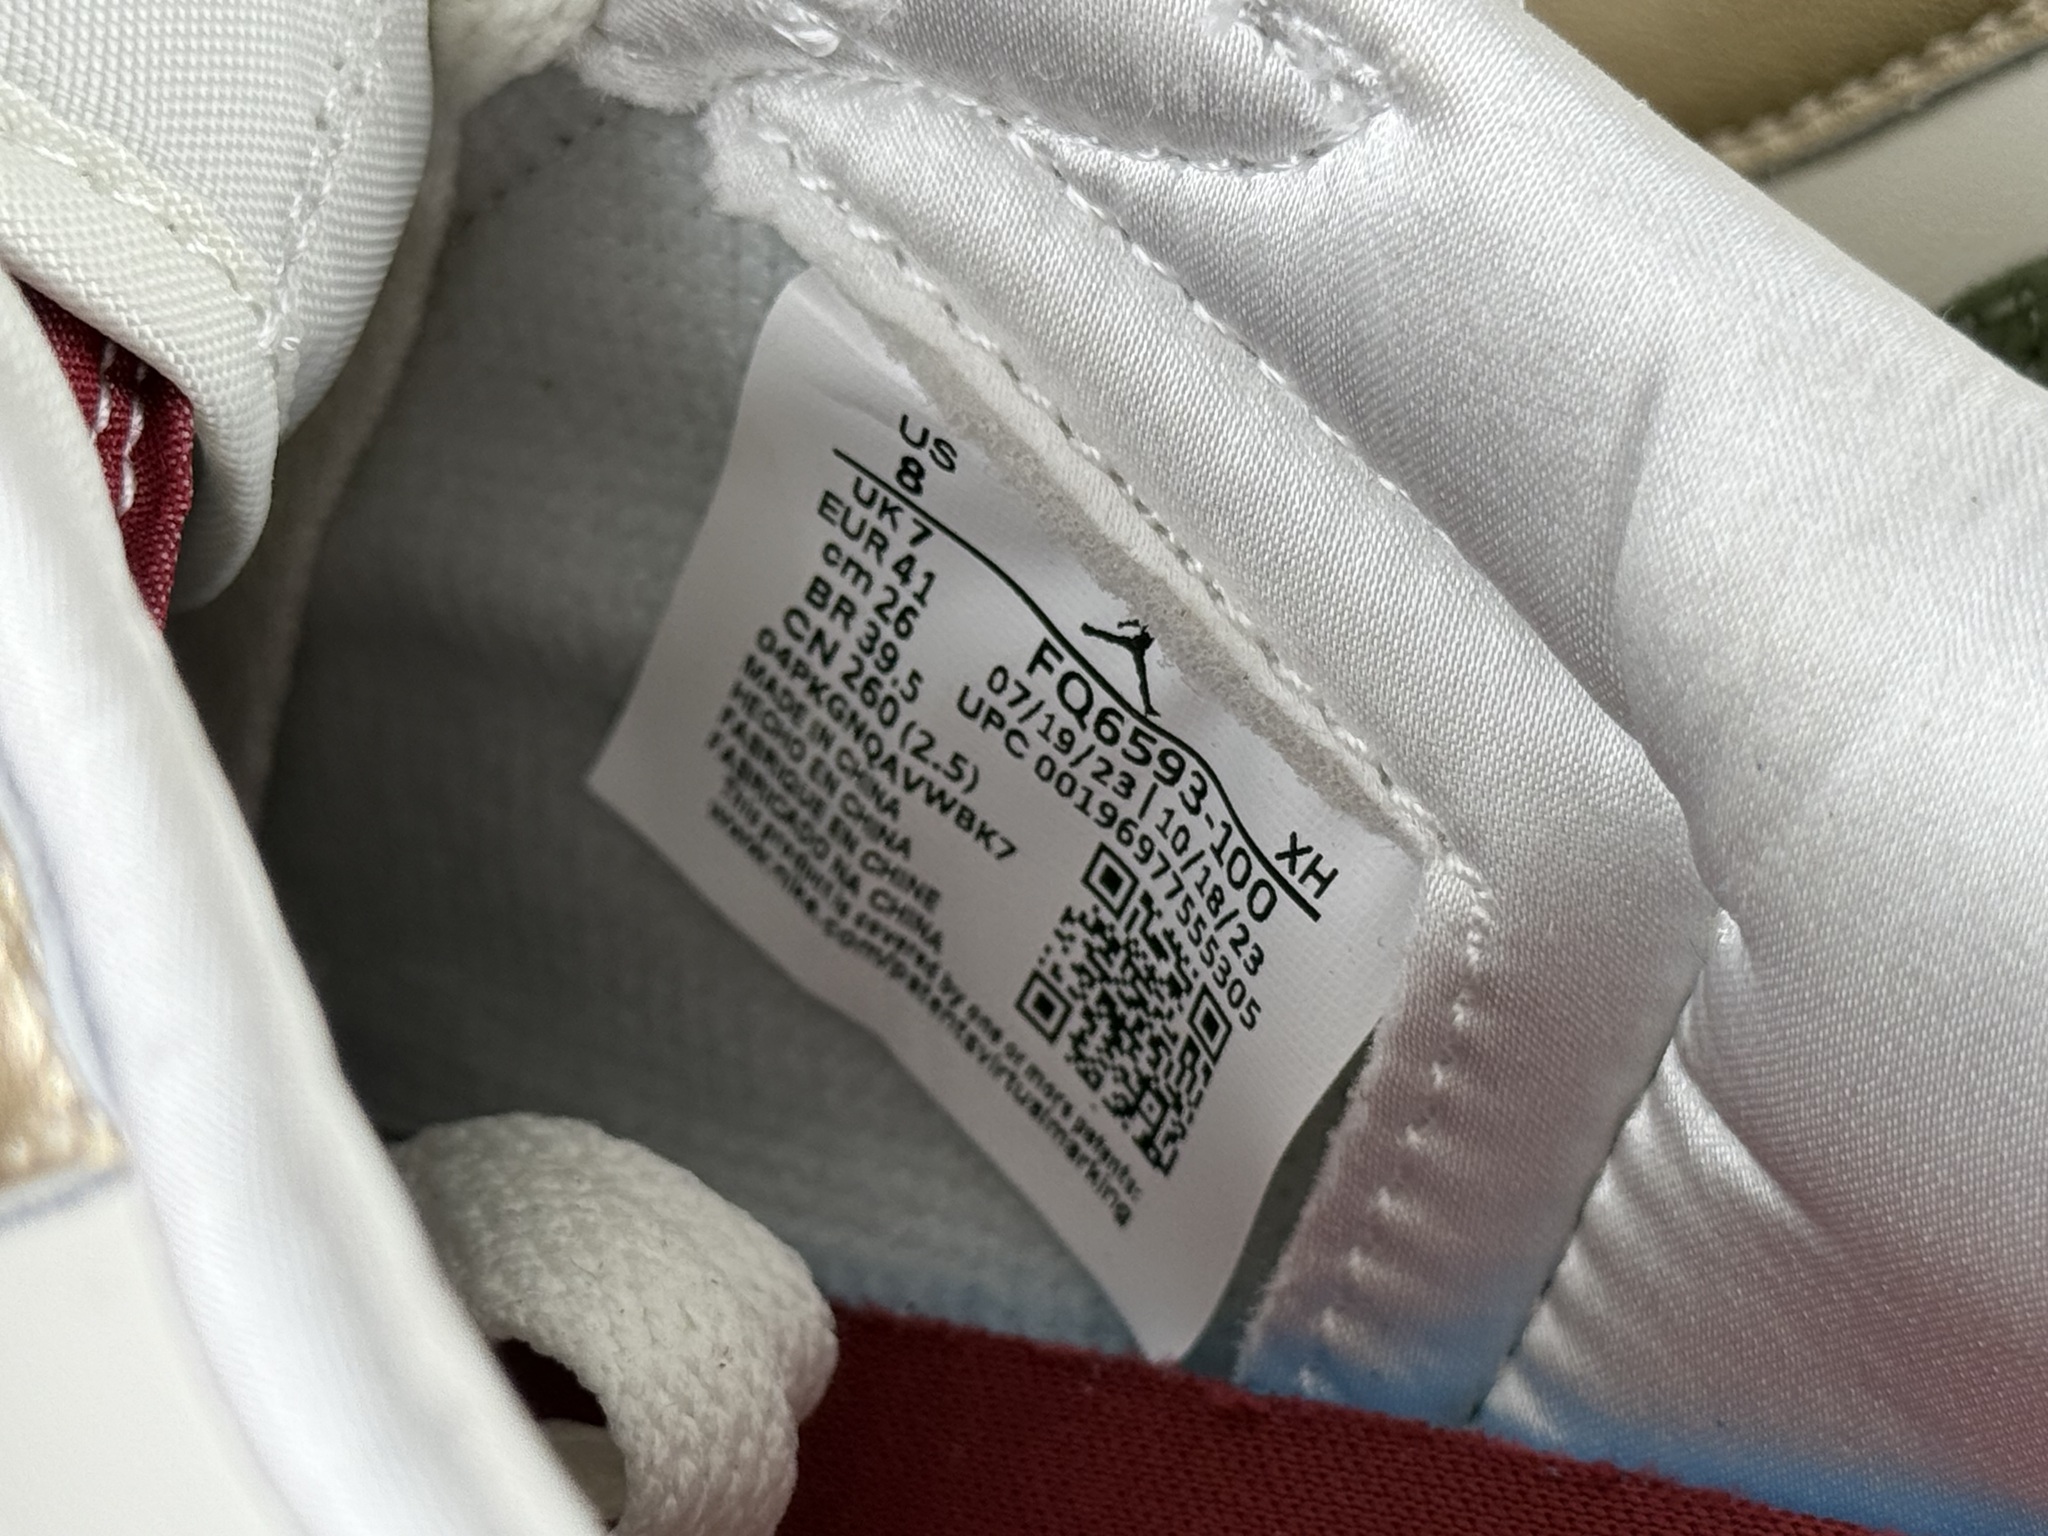 US
8
UK 7
EUR 41
cm 26
BR 39.5
CN 260 (2.5)
04PKGNQAVWBK7
MADE IN CHINA
HECHO EN CHINA
FABRIQUE EN CHINE
FABRICADO NA CHINA
This product is covered by one or more patents:
www.nike.com/patentsvirtualmarking
XH
FQ6593-100
07/19/23 | 10/18/23
UPC 00196977555305